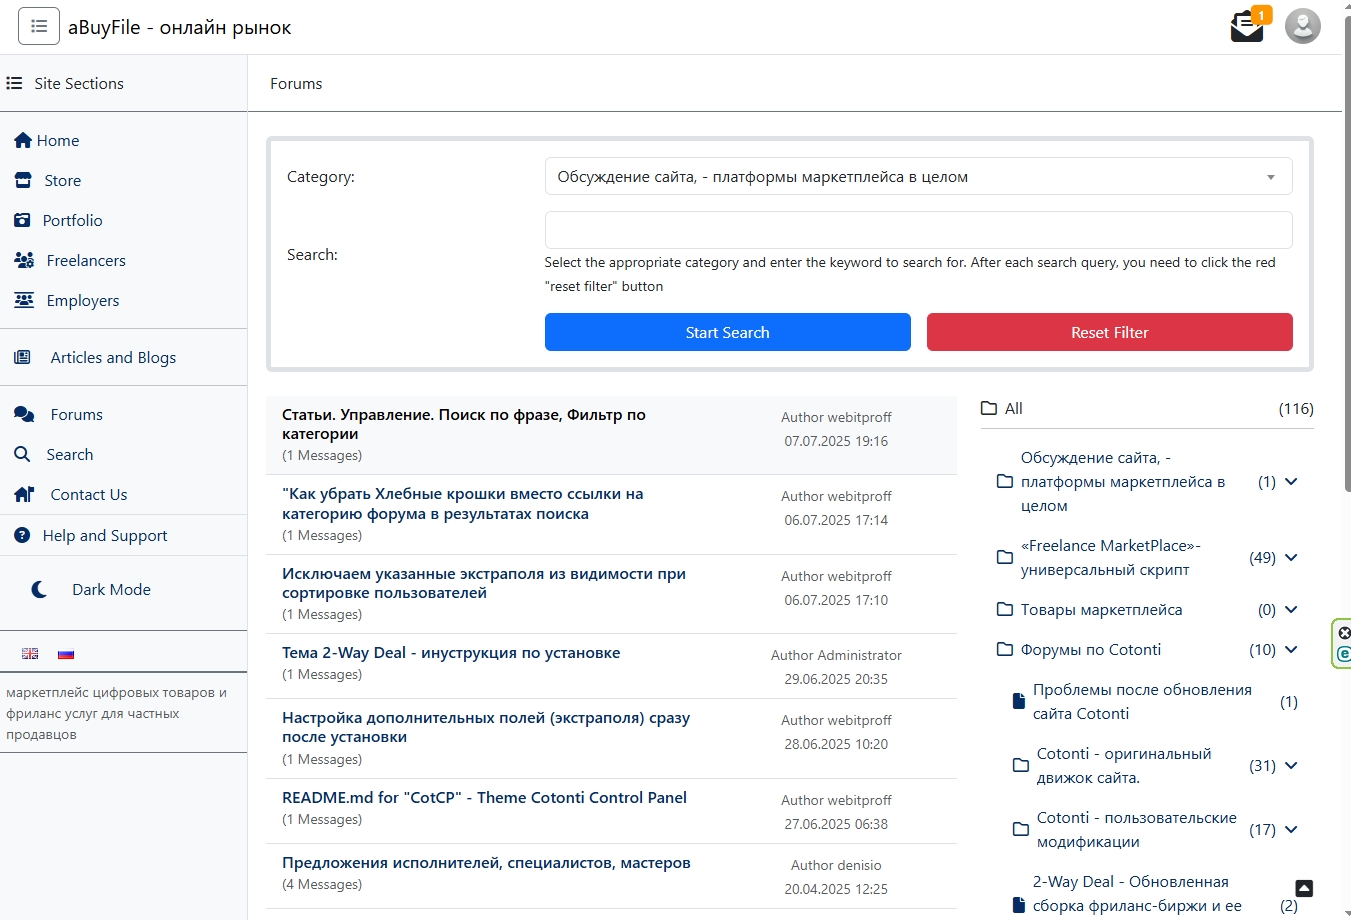 aBuyFile - онлайн рынок
1
Site Sections
Home
Store
Portfolio
Freelancers
Employers
Articles and Blogs
Forums
Search
Contact Us
Help and Support
Dark Mode
маркетплейс цифровых товаров и
фриланс услуг для частных
продавцов
Forums
Category:
Обсуждение сайта, - платформы маркетплейса в целом
Search:
Select the appropriate category and enter the keyword to search for. After each search query, you need to click the red
"reset filter" button
Start Search
Reset Filter
Статьи. Управление. Поиск по фразе, Фильтр по
категории
(1 Messages)
Author webitproff
07.07.2025 19:16
"Как убрать Хлебные крошки вместо ссылки на
категорию форума в результатах поиска
(1 Messages)
Author webitproff
06.07.2025 17:14
Исключаем указанные экстраполя из видимости при
сортировке пользователей
(1 Messages)
Author webitproff
06.07.2025 17:10
Тема 2-Way Deal - инуструкция по установке
(1 Messages)
Author Administrator
29.06.2025 20:35
Настройка дополнительных полей (экстраполя) сразу
после установки
(1 Messages)
Author webitproff
28.06.2025 10:20
README.md for "CotCP" - Theme Cotonti Control Panel
(1 Messages)
Author webitproff
27.06.2025 06:38
Предложения исполнителей, специалистов, мастеров
(4 Messages)
Author denisio
20.04.2025 12:25
All (116)
Обсуждение сайта, -
платформы маркетплейса в (1)
целом
«Freelance MarketPlace»- (49)
универсальный скрипт
Товары маркетплейса (0)
Форумы по Cotonti (10)
Проблемы после обновления (1)
сайта Cotonti
Cotonti - оригинальный (31)
движок сайта.
Cotonti - пользовательские (17)
модификации
2-Way Deal - Обновленная
сборка фриланс-биржи и ее (2)